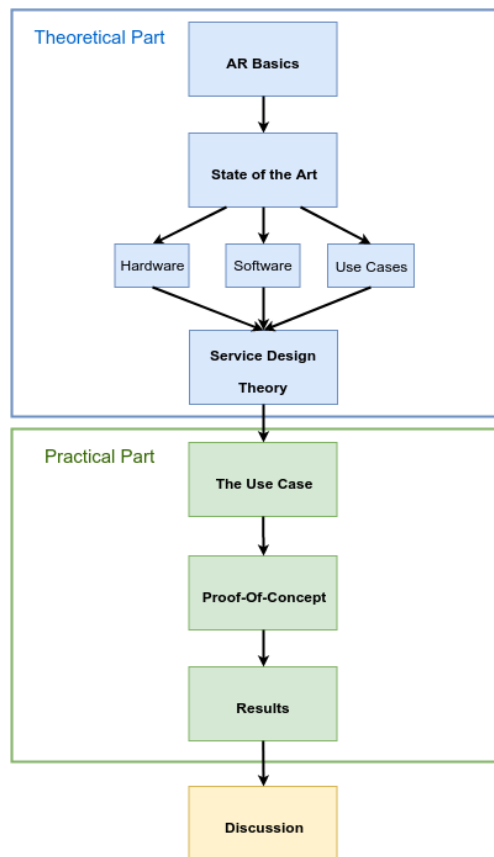 Theoretical Part
AR Basics
State of the Art
Hardware
Software
Use Cases
Service Design
Theory
Practical Part
The Use Case
Proof-Of-Concept
Results
Discussion